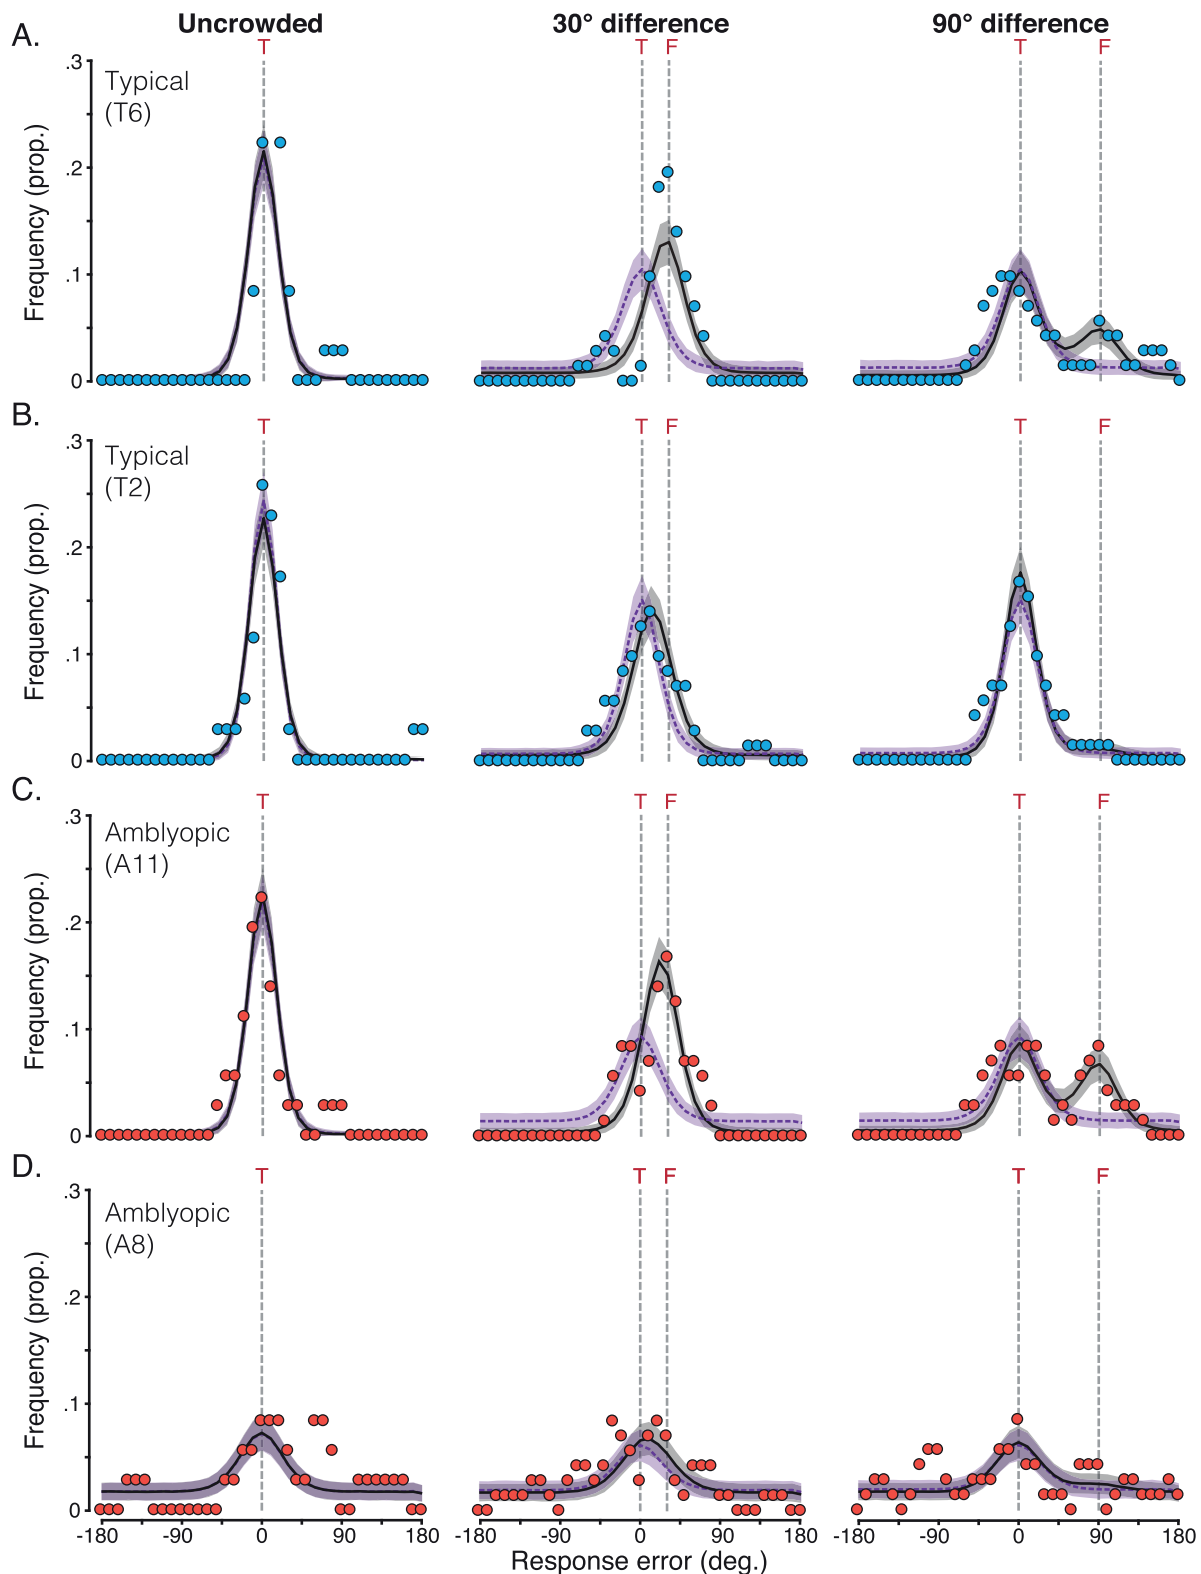 Uncrowded 30° difference 90° difference
A.
T T F T F
Typical
(T6)
Frequency (prop.)
.3
.2
.1
0
B.
T T F T F
Typical
(T2)
Frequency (prop.)
.3
.2
.1
0
C.
T T F T F
Amblyopic
(A11)
Frequency (prop.)
.3
.2
.1
0
D.
T T F T F
Amblyopic
(A8)
Frequency (prop.)
.3
.2
.1
0
-180 -90 0 90 180 -180 -90 0 90 180 -180 -90 0 90 180
Response error (deg.)